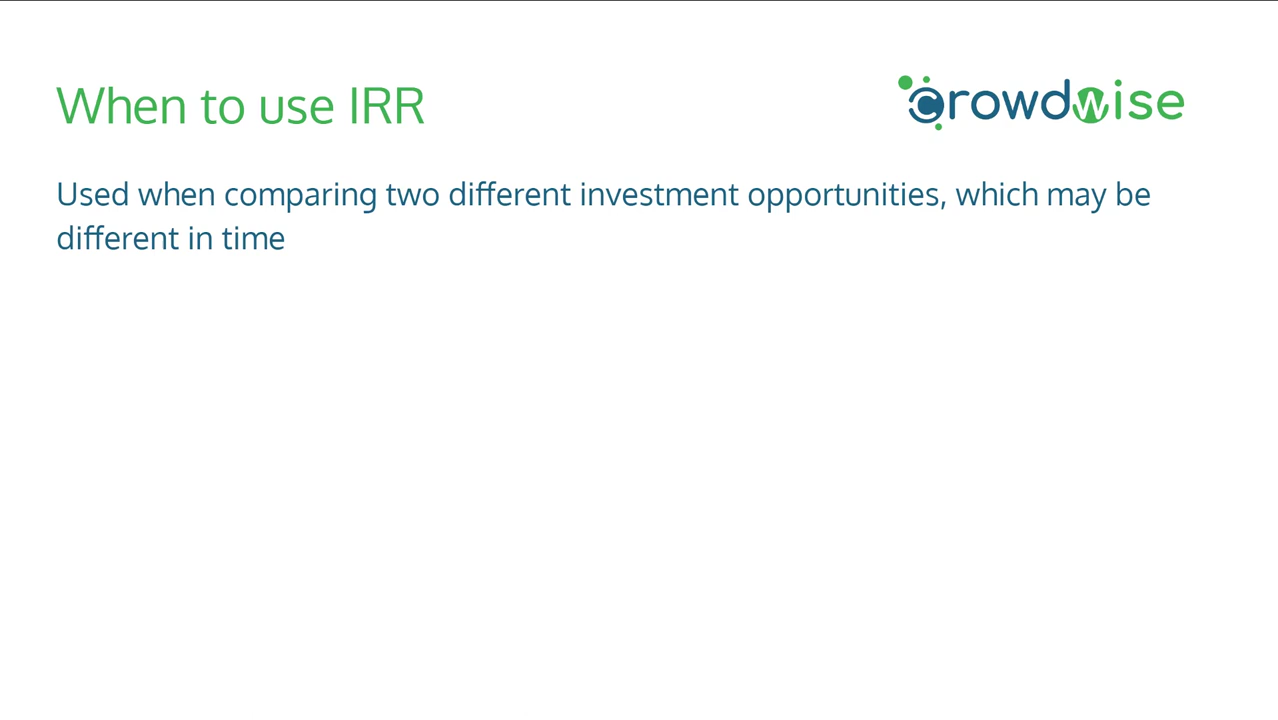 When to use IRR
crowdwise
Used when comparing two different investment opportunities, which may be
different in time